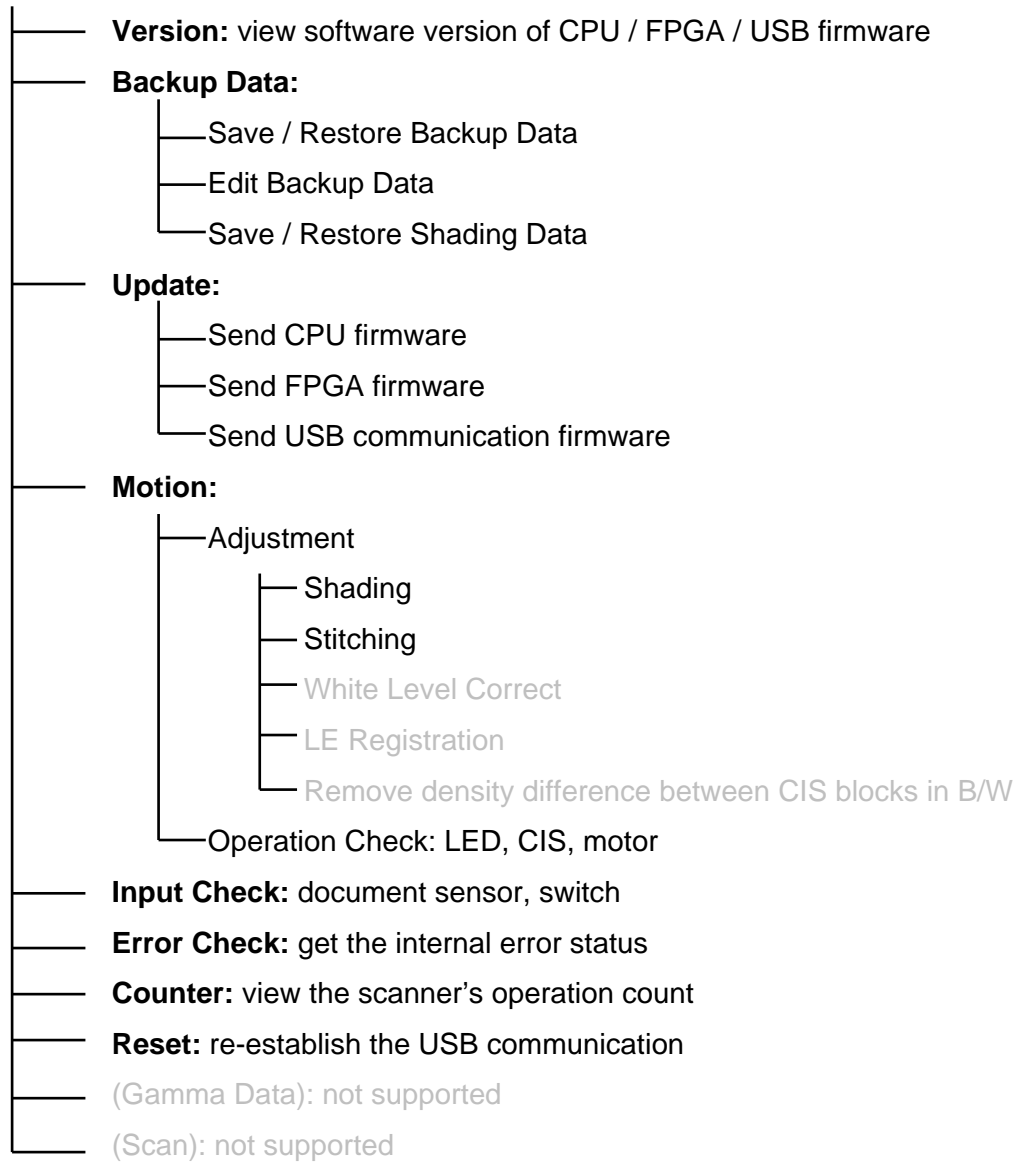 Version: view software version of CPU / FPGA / USB firmware
Backup Data:
Save / Restore Backup Data
Edit Backup Data
Save / Restore Shading Data
Update:
Send CPU firmware
Send FPGA firmware
Send USB communication firmware
Motion:
Adjustment
Shading
Stitching
White Level Correct
LE Registration
Remove density difference between CIS blocks in B/W
Operation Check: LED, CIS, motor
Input Check: document sensor, switch
Error Check: get the internal error status
Counter: view the scanner’s operation count
Reset: re-establish the USB communication
(Gamma Data): not supported
(Scan): not supported